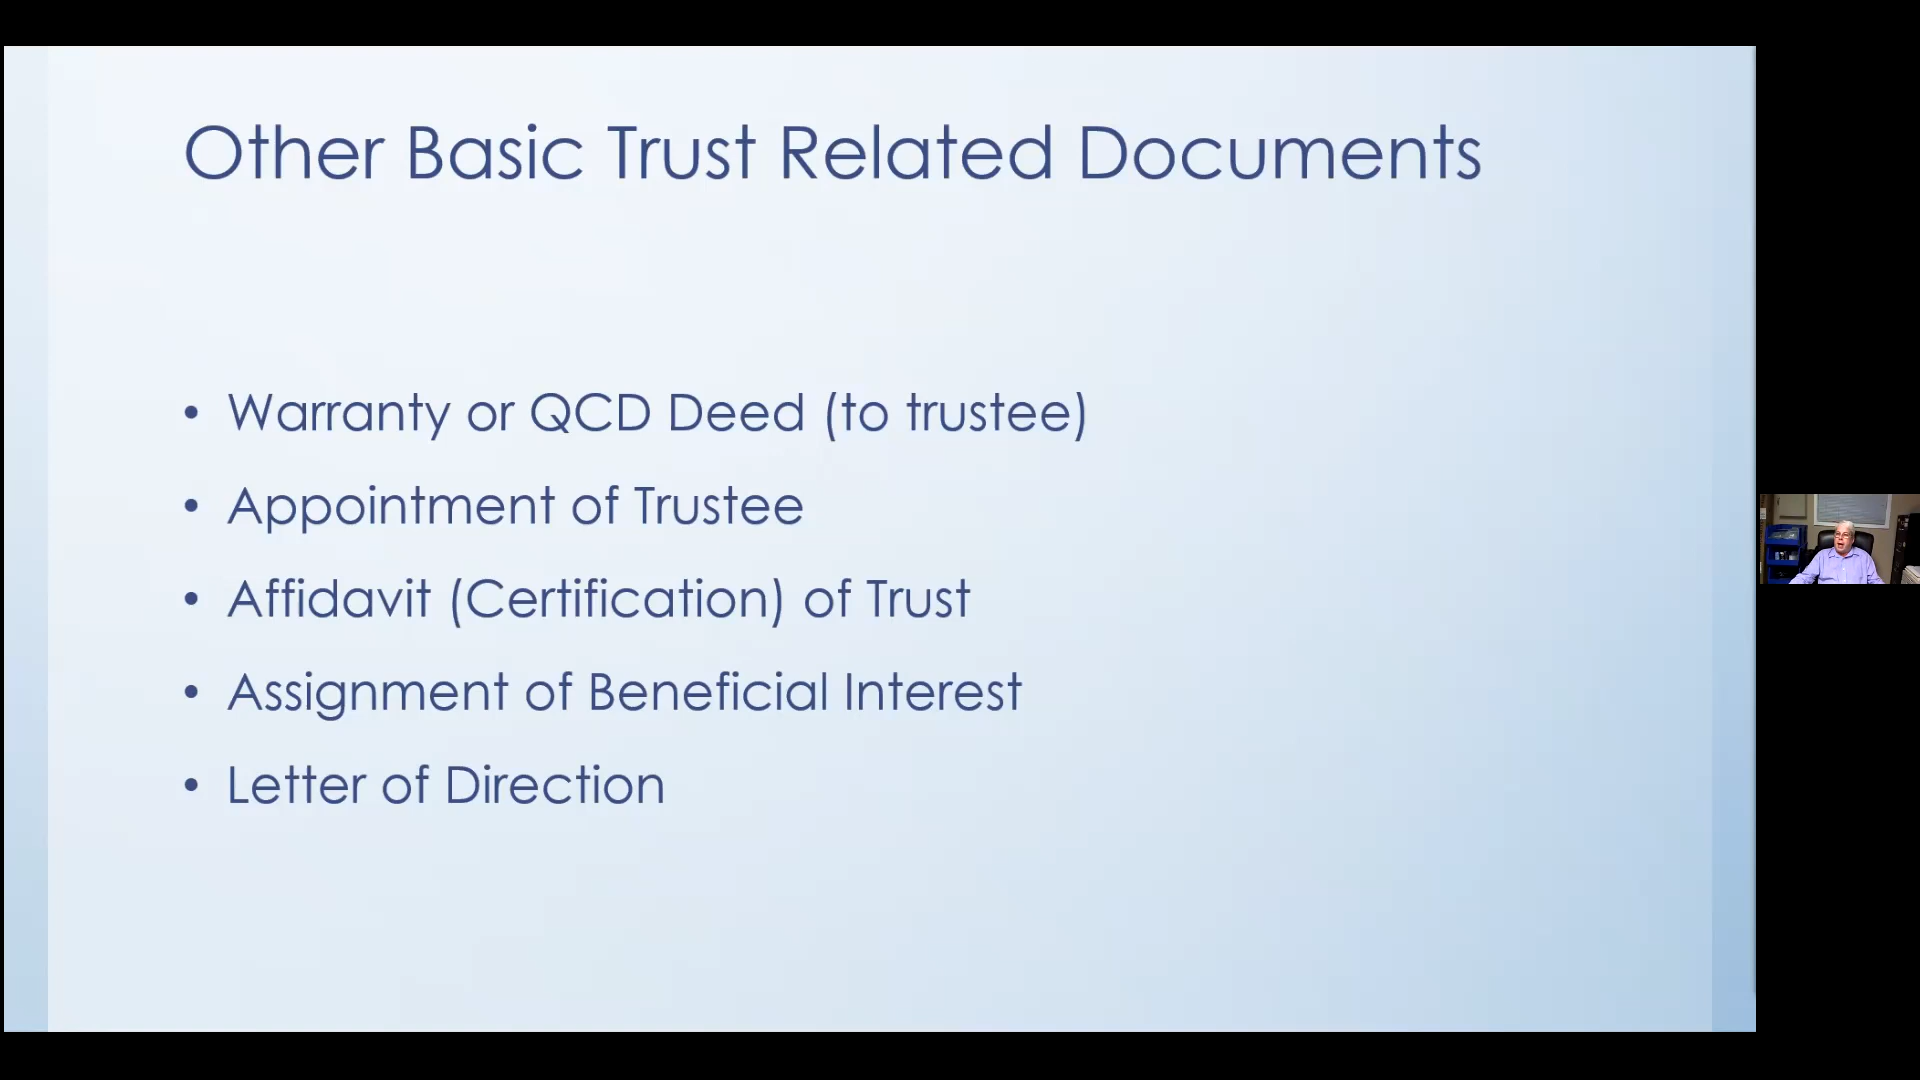 Other Basic Trust Related Documents
• Warranty or QCD Deed (to trustee)
• Appointment of Trustee
• Affidavit (Certification) of Trust
• Assignment of Beneficial Interest
• Letter of Direction